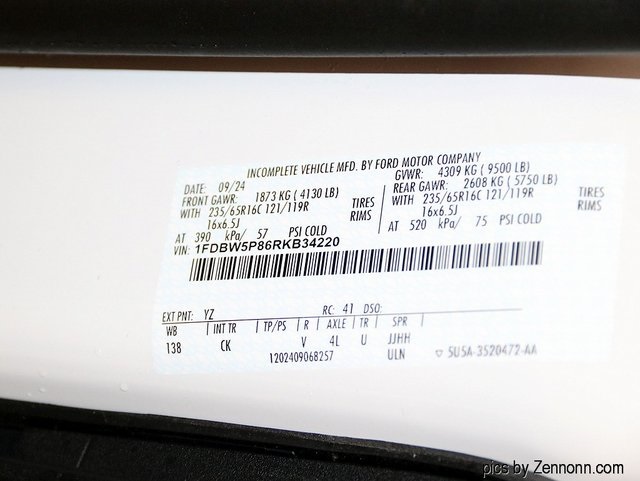 INCOMPLETE VEHICLE MFD. BY FORD MOTOR COMPANY
DATE: 09/24 GVWR: 4309 KG ( 9500 LB)
FRONT GAWR: 1873 KG ( 4130 LB) REAR GAWR: 2608 KG ( 5750 LB)
WITH 235/65R16C 121/119R TIRES WITH 235/65R16C 121/119R TIRES
16x6.5J RIMS 16x6.5J RIMS
AT 390 kPa/ 57 PSI COLD AT 520 kPa/ 75 PSI COLD
VIN: 1FDBW5P86RKB34220
EXT PNT: YZ RC: 41 DSO:
WB INT TR TP/PS R AXLE TR SPR
138 CK V 4L U JJHH
1202409068257 ULN 5U5A-3520472-AA
pics by Zennonn.com